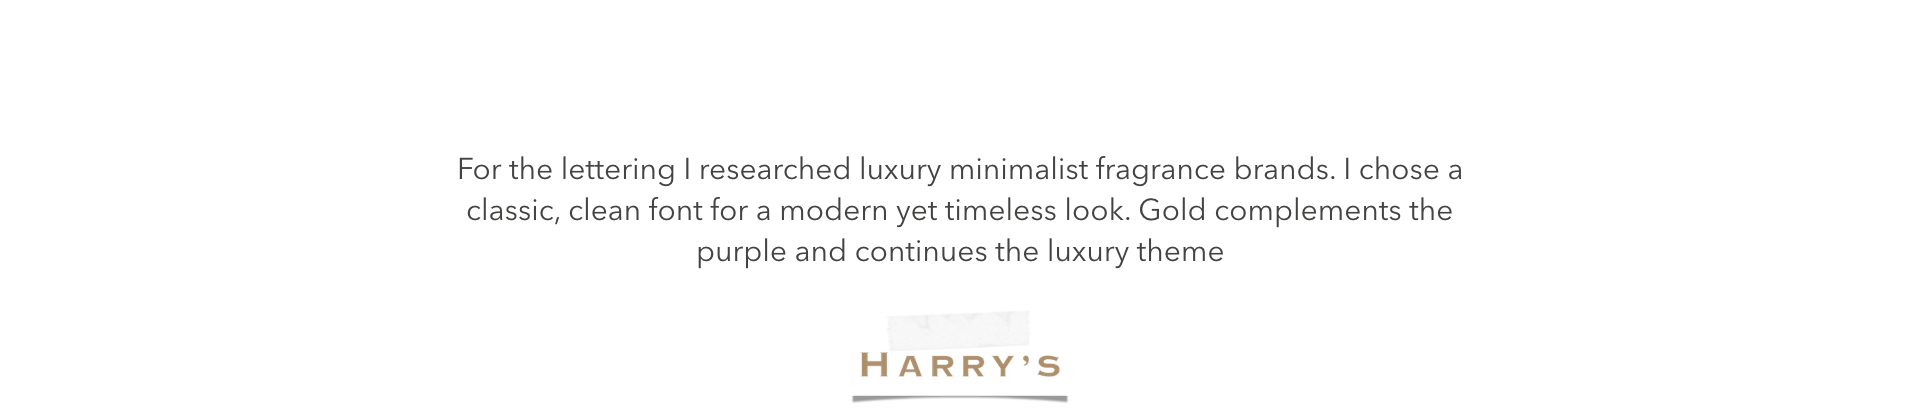 For the lettering I researched luxury minimalist fragrance brands. I chose a
classic, clean font for a modern yet timeless look. Gold complements the
purple and continues the luxury theme
HARRY’S